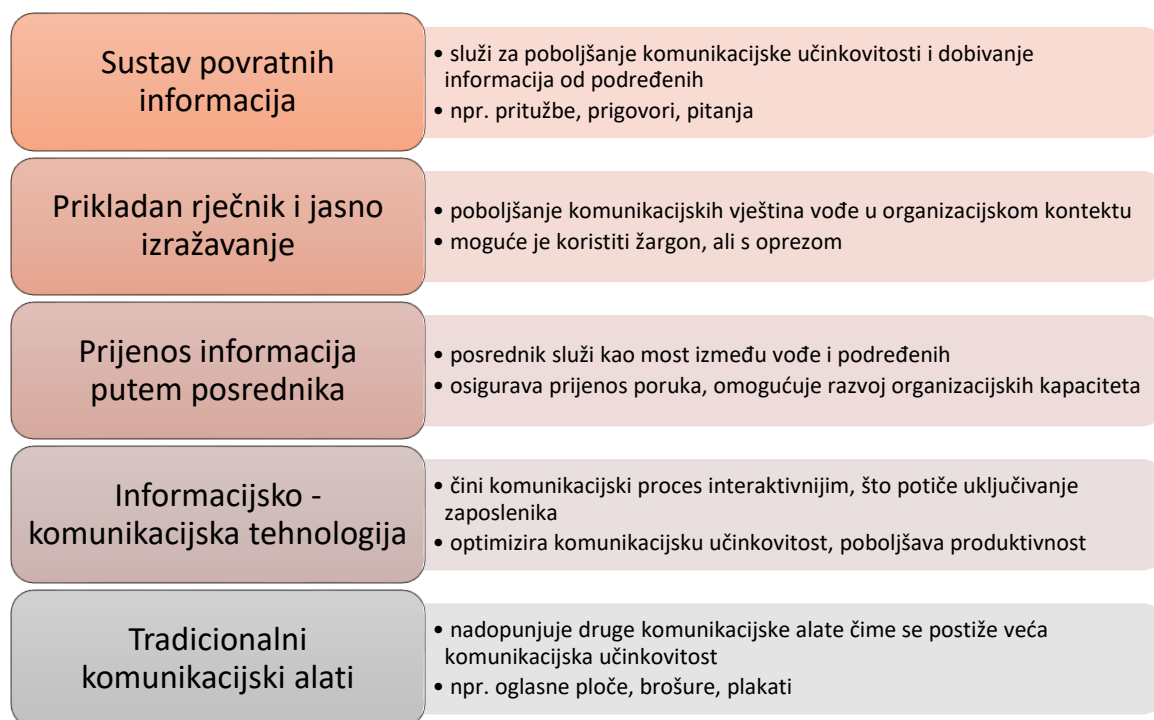 Sustav povratnih
informacija
• služi za poboljšanje komunikacijske učinkovitosti i dobivanje
informacija od podređenih
• npr. pritužbe, prigovori, pitanja
Prikladan rječnik i jasno
izražavanje
• poboljšanje komunikacijskih vještina vođe u organizacijskom kontektu
• moguće je koristiti žargon, ali s oprezom
Prijenos informacija
putem posrednika
• posrednik služi kao most između vođe i podređenih
• osigurava prijenos poruka, omogućuje razvoj organizacijskih kapaciteta
Informacijsko -
komunikacijska tehnologija
• čini komunikacijski proces interaktivnijim, što potiče uključivanje
zaposlenika
• optimizira komunikacijsku učinkovitost, poboljšava produktivnost
Tradicionalni
komunikacijski alati
• nadopunjuje druge komunikacijske alate čime se postiže veća
komunikacijska učinkovitost
• npr. oglasne ploče, brošure, plakati